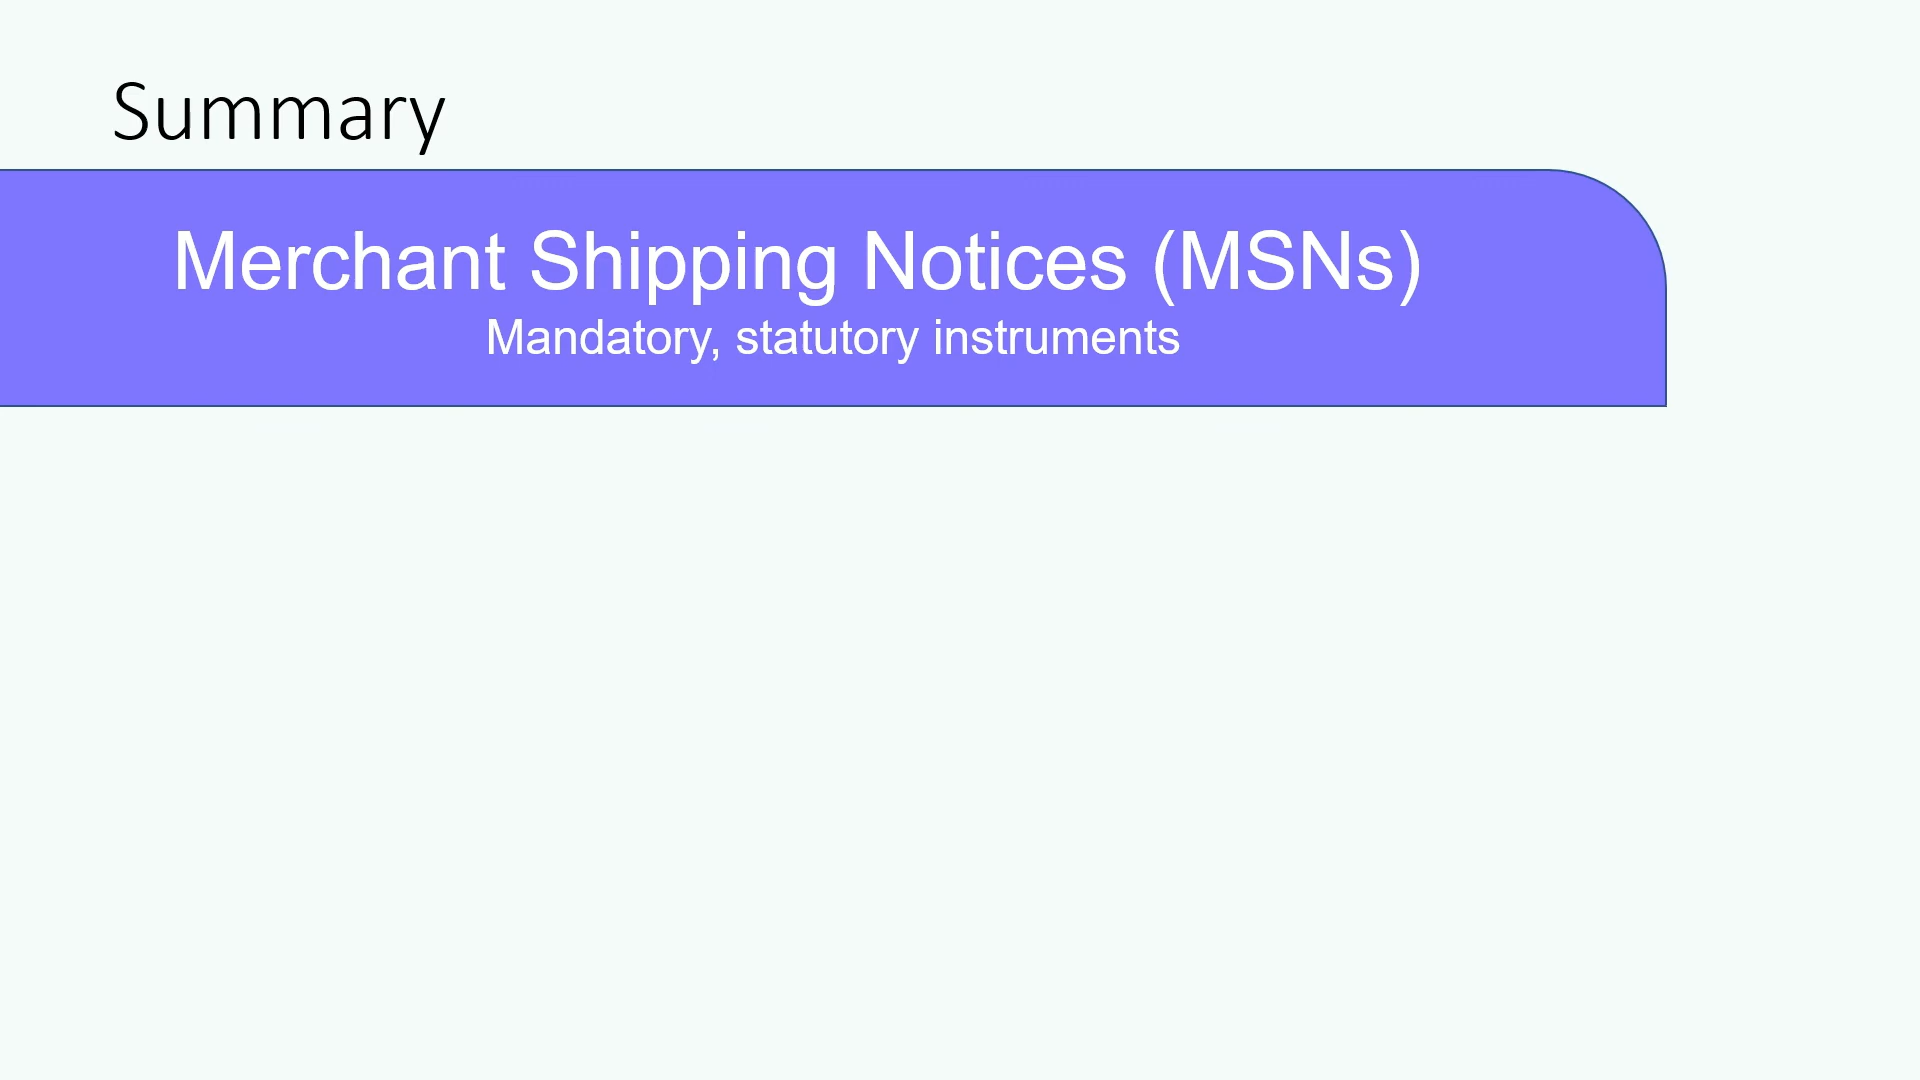 Summary
Merchant Shipping Notices (MSNs)
Mandatory, statutory instruments